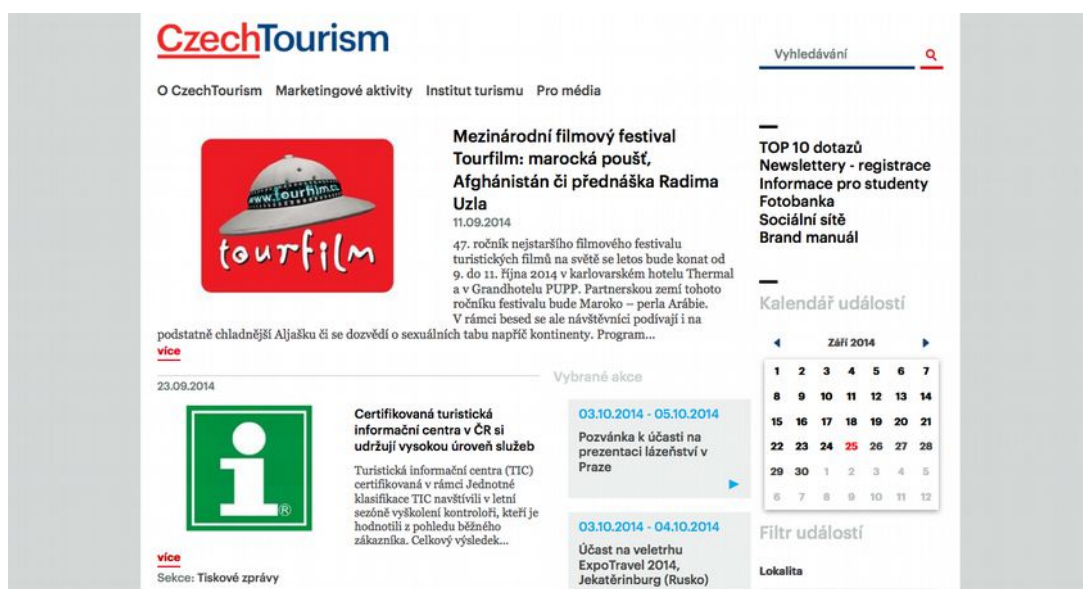 CzechTourism
Vyhledávání
O CzechTourism Marketingové aktivity Institut turismu Pro média
www.tourfilm.cz
tourfilm
Mezinárodní filmový festival
Tourfilm: marocká poušť,
Afghánistán či přednáška Radima
Uzla
11.09.2014
47. ročník nejstaršího filmového festivalu
turistických filmů na světě se letos bude konat od
9. do 11. října 2014 v karlovarském hotelu Thermal
a v Grandhotelu PUPP. Partnerskou zemí tohoto
ročníku festivalu bude Maroko – perla Arábie.
V rámci besed se ale návštěvníci podívají i na
podstatně chladnější Aljašku či se dozvědí o sexuálních tabu napříč kontinenty. Program...
více
23.09.2014
Certifikovaná turistická
informační centra v ČR si
udržují vysokou úroveň služeb
Turistická informační centra (TIC)
certifikovaná v rámci Jednotné
klasifikace TIC navštívili v letní
sezóně vyškolení kontroloři, kteří je
hodnotili z pohledu běžného
zákazníka. Celkový výsledek...
více
Sekce: Tiskové zprávy
Vybrané akce
03.10.2014 - 05.10.2014
Pozvánka k účasti na
prezentaci lázeňství v
Praze
03.10.2014 - 04.10.2014
Účast na veletrhu
ExpoTravel 2014,
Jekatěrinburg (Rusko)
TOP 10 dotazů
Newslettery - registrace
Informace pro studenty
Fotobanka
Sociální sítě
Brand manuál
Kalendář událostí
Září 2014
1 2 3 4 5 6 7
8 9 10 11 12 13 14
15 16 17 18 19 20 21
22 23 24 25 26 27 28
29 30 1 2 3 4 5
6 7 8 9 10 11 12
Filtr událostí
Lokalita